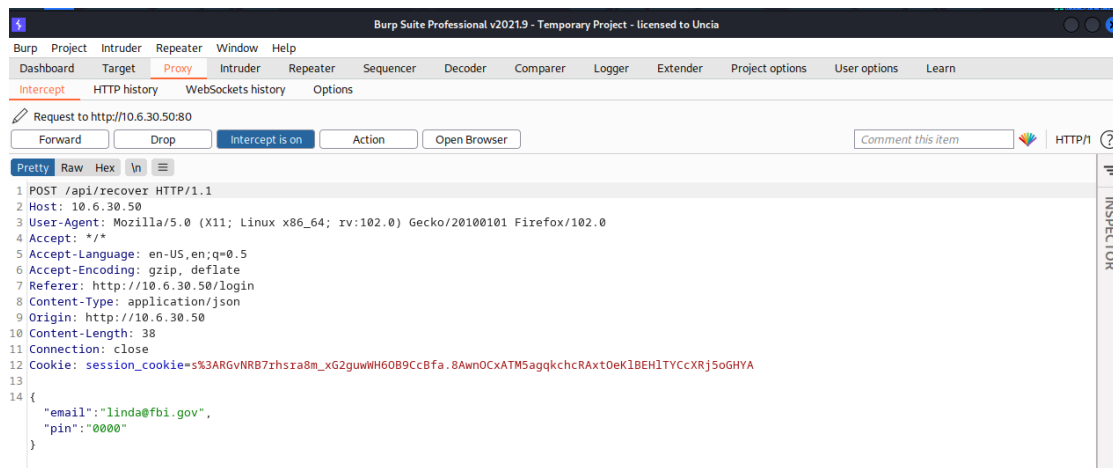 Burp Suite Professional v2021.9 - Temporary Project - licensed to Uncia
Burp Project Intruder Repeater Window Help
Dashboard Target Proxy Intruder Repeater Sequencer Decoder Comparer Logger Extender Project options User options Learn
Intercept HTTP history WebSockets history Options
Request to http://10.6.30.50:80
Forward Drop Intercept is on Action Open Browser Comment this item HTTP/1 ?
Pretty Raw Hex \n
1 POST /api/recover HTTP/1.1
2 Host: 10.6.30.50
3 User-Agent: Mozilla/5.0 (X11; Linux x86_64; rv:102.0) Gecko/20100101 Firefox/102.0
4 Accept: */*
5 Accept-Language: en-US,en;q=0.5
6 Accept-Encoding: gzip, deflate
7 Referer: http://10.6.30.50/login
8 Content-Type: application/json
9 Origin: http://10.6.30.50
10 Content-Length: 38
11 Connection: close
12 Cookie: session_cookie=s%3ARGvNRB7rhsra8m_xG2guwWH6OB9CcBfa.8AwnOCxATM5agqkchcRAxtOeKlBEHlTYCcXRj5oGHYA
13
14 {
"email":"linda@fbi.gov",
"pin":"0000"
}
INSPECTOR